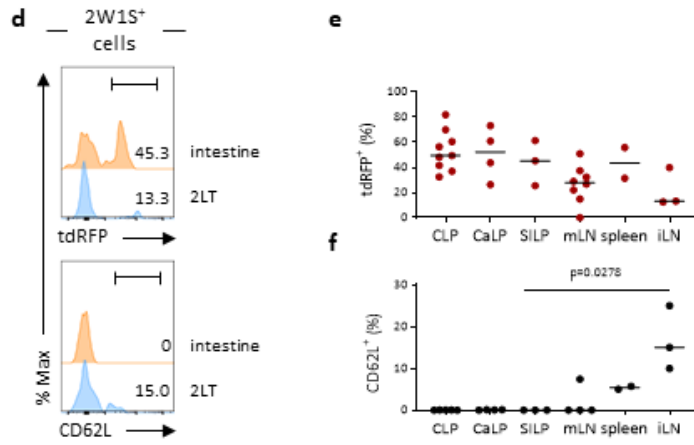 d
2W1S⁺
cells
45.3
intestine
13.3
2LT
tdRFP
0
intestine
15.0
2LT
% Max
CD62L
e
tdRFP⁺ (%)
100
80
60
40
20
0
CLP CaLP SILP mLN spleen iLN
f
p=0.0278
CD62L⁺ (%)
30
20
10
0
CLP CaLP SILP mLN spleen iLN